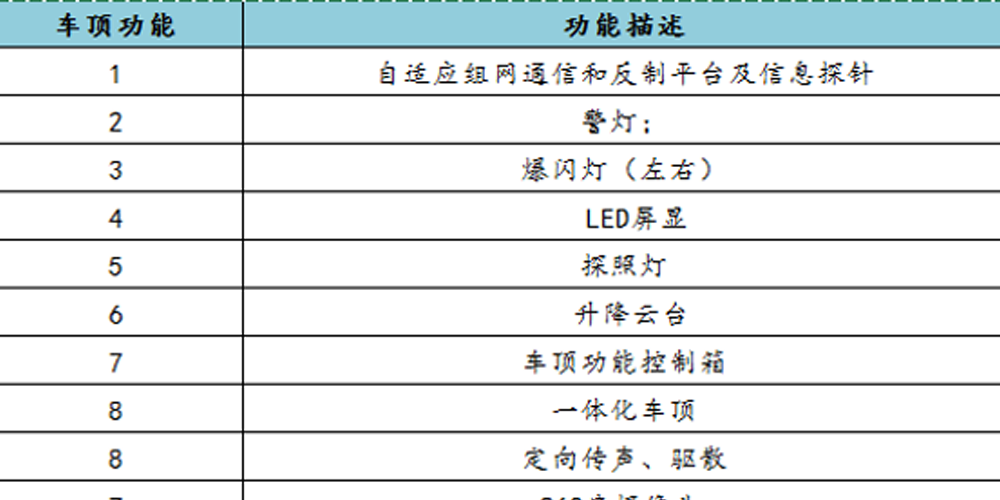 车顶功能 功能描述
1 自适应组网通信和反制平台及信息探针
2 警灯；
3 爆闪灯（左右）
4 LED屏显
5 探照灯
6 升降云台
7 车顶功能控制箱
8 一体化车顶
8 定向传声、驱散